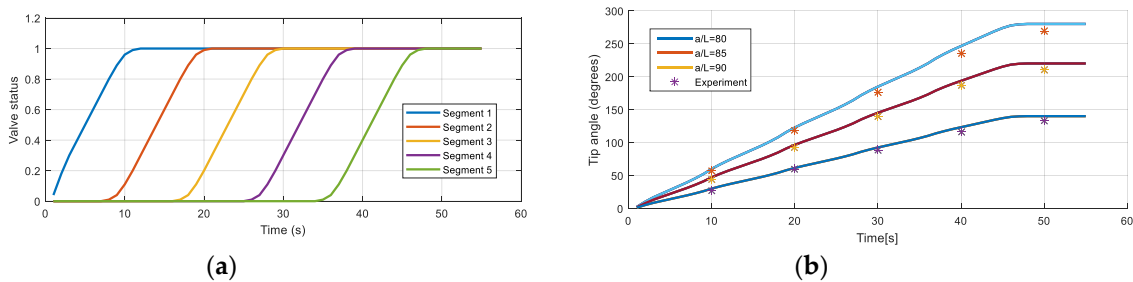 1.2
1
0.8
0.6
0.4
0.2
0
Valve status
Segment 1
Segment 2
Segment 3
Segment 4
Segment 5
0 10 20 30 40 50 60
Time (s)
(a)
300
250
200
150
100
50
0
Tip angle (degrees)
a/L=80
a/L=85
a/L=90
Experiment
0 10 20 30 40 50 60
Time[s]
(b)